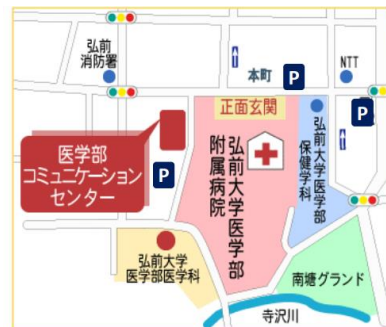 弘前
消防署
本町
P
NTT
正面玄関
P
医学部
コミュニケーション
センター
P
弘前大学医学部
附属病院
弘前大学医学部
保健学科
弘前大学
医学部医学科
南塘グランド
寺沢川